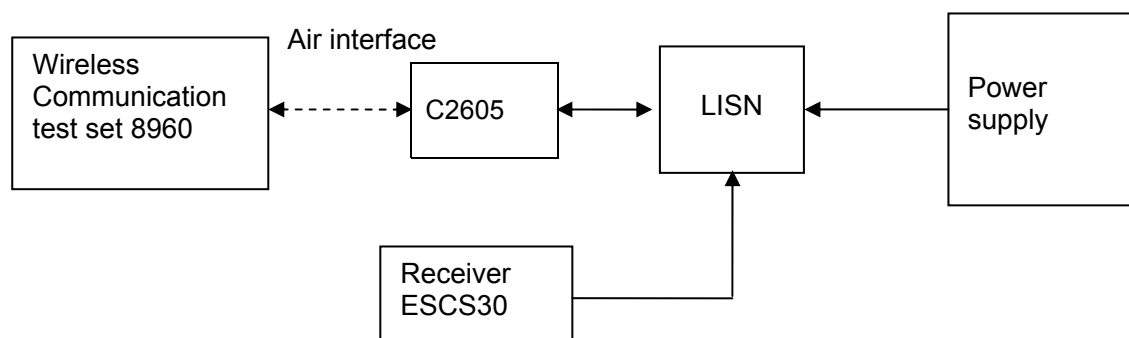 Air interface
Wireless
Communication
test set 8960
C2605
LISN
Power
supply
Receiver
ESCS30